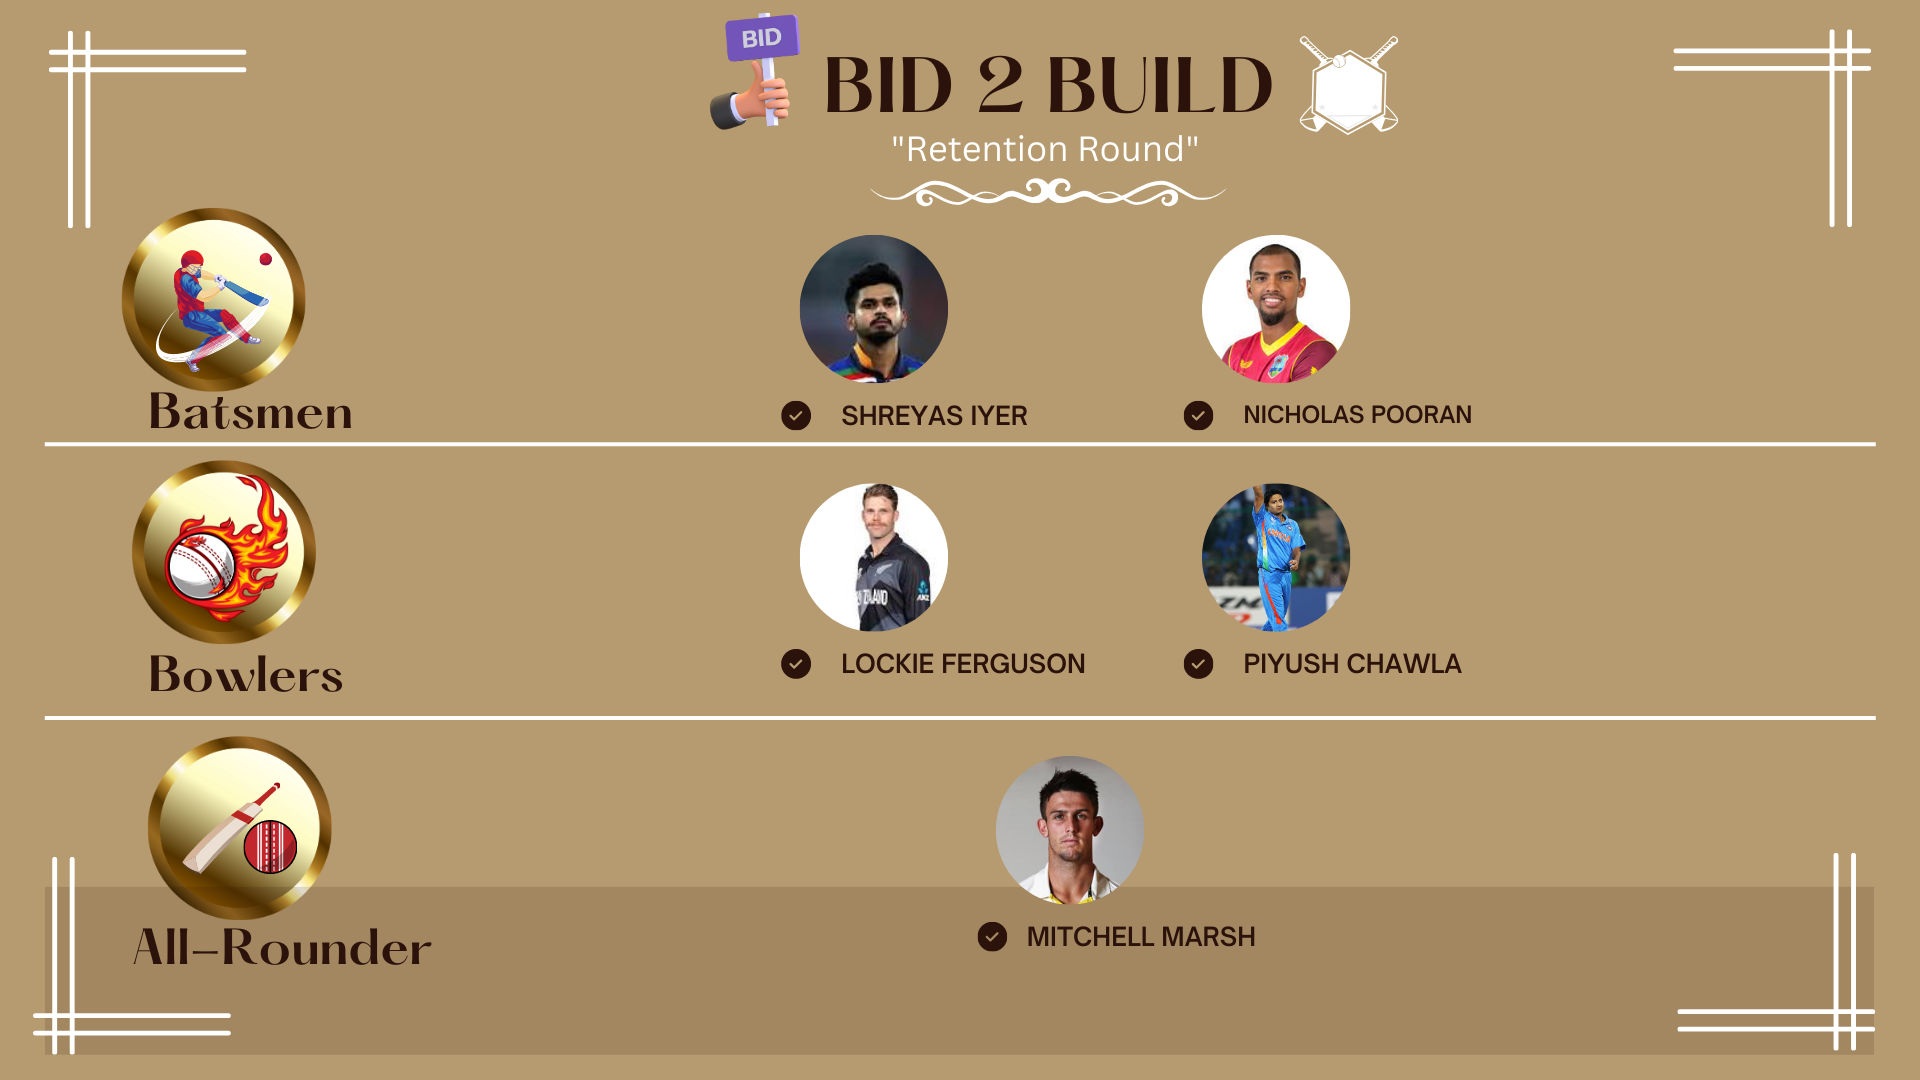 BID
BID 2 BUILD
"Retention Round"
Batsmen
SHREYAS IYER
NICHOLAS POORAN
Bowlers
LOCKIE FERGUSON
PIYUSH CHAWLA
All-Rounder
MITCHELL MARSH